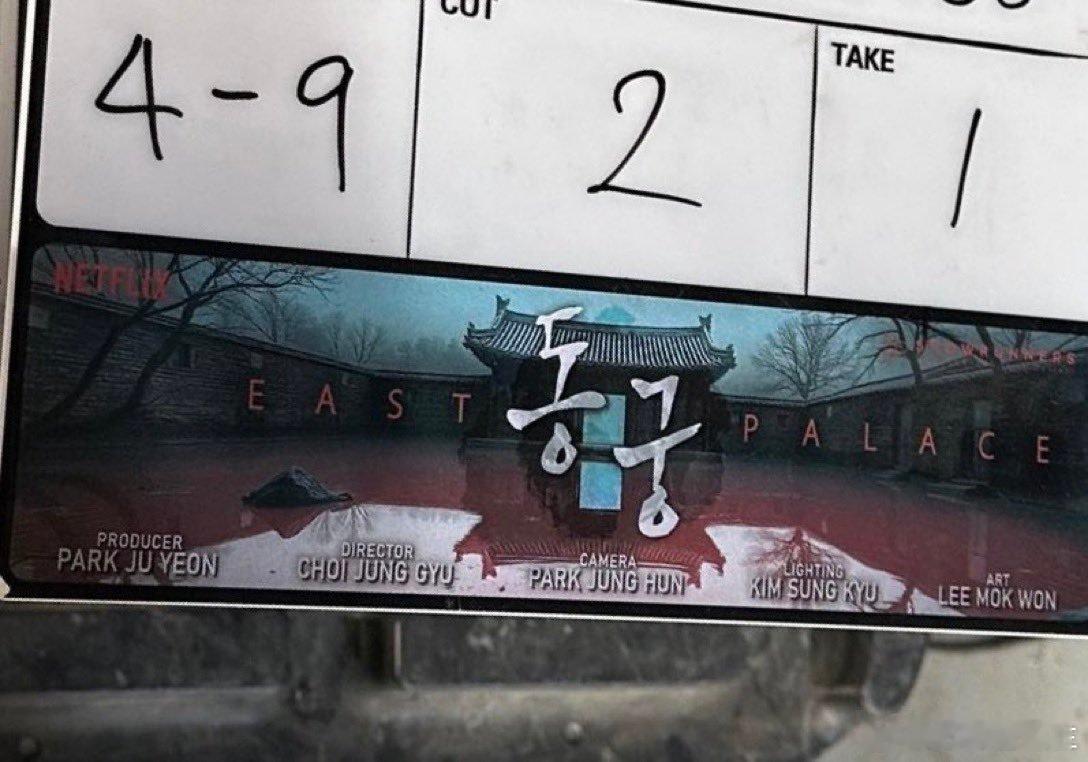 CUT
TAKE
4-9
2
1
NETFLIX
동궁
EAST PALACE
PRODUCER
PARK JU YEON
DIRECTOR
CHOI JUNG GYU
CAMERA
PARK JUNG HUN
LIGHTING
KIM SUNG KYU
ART
LEE MOK WON